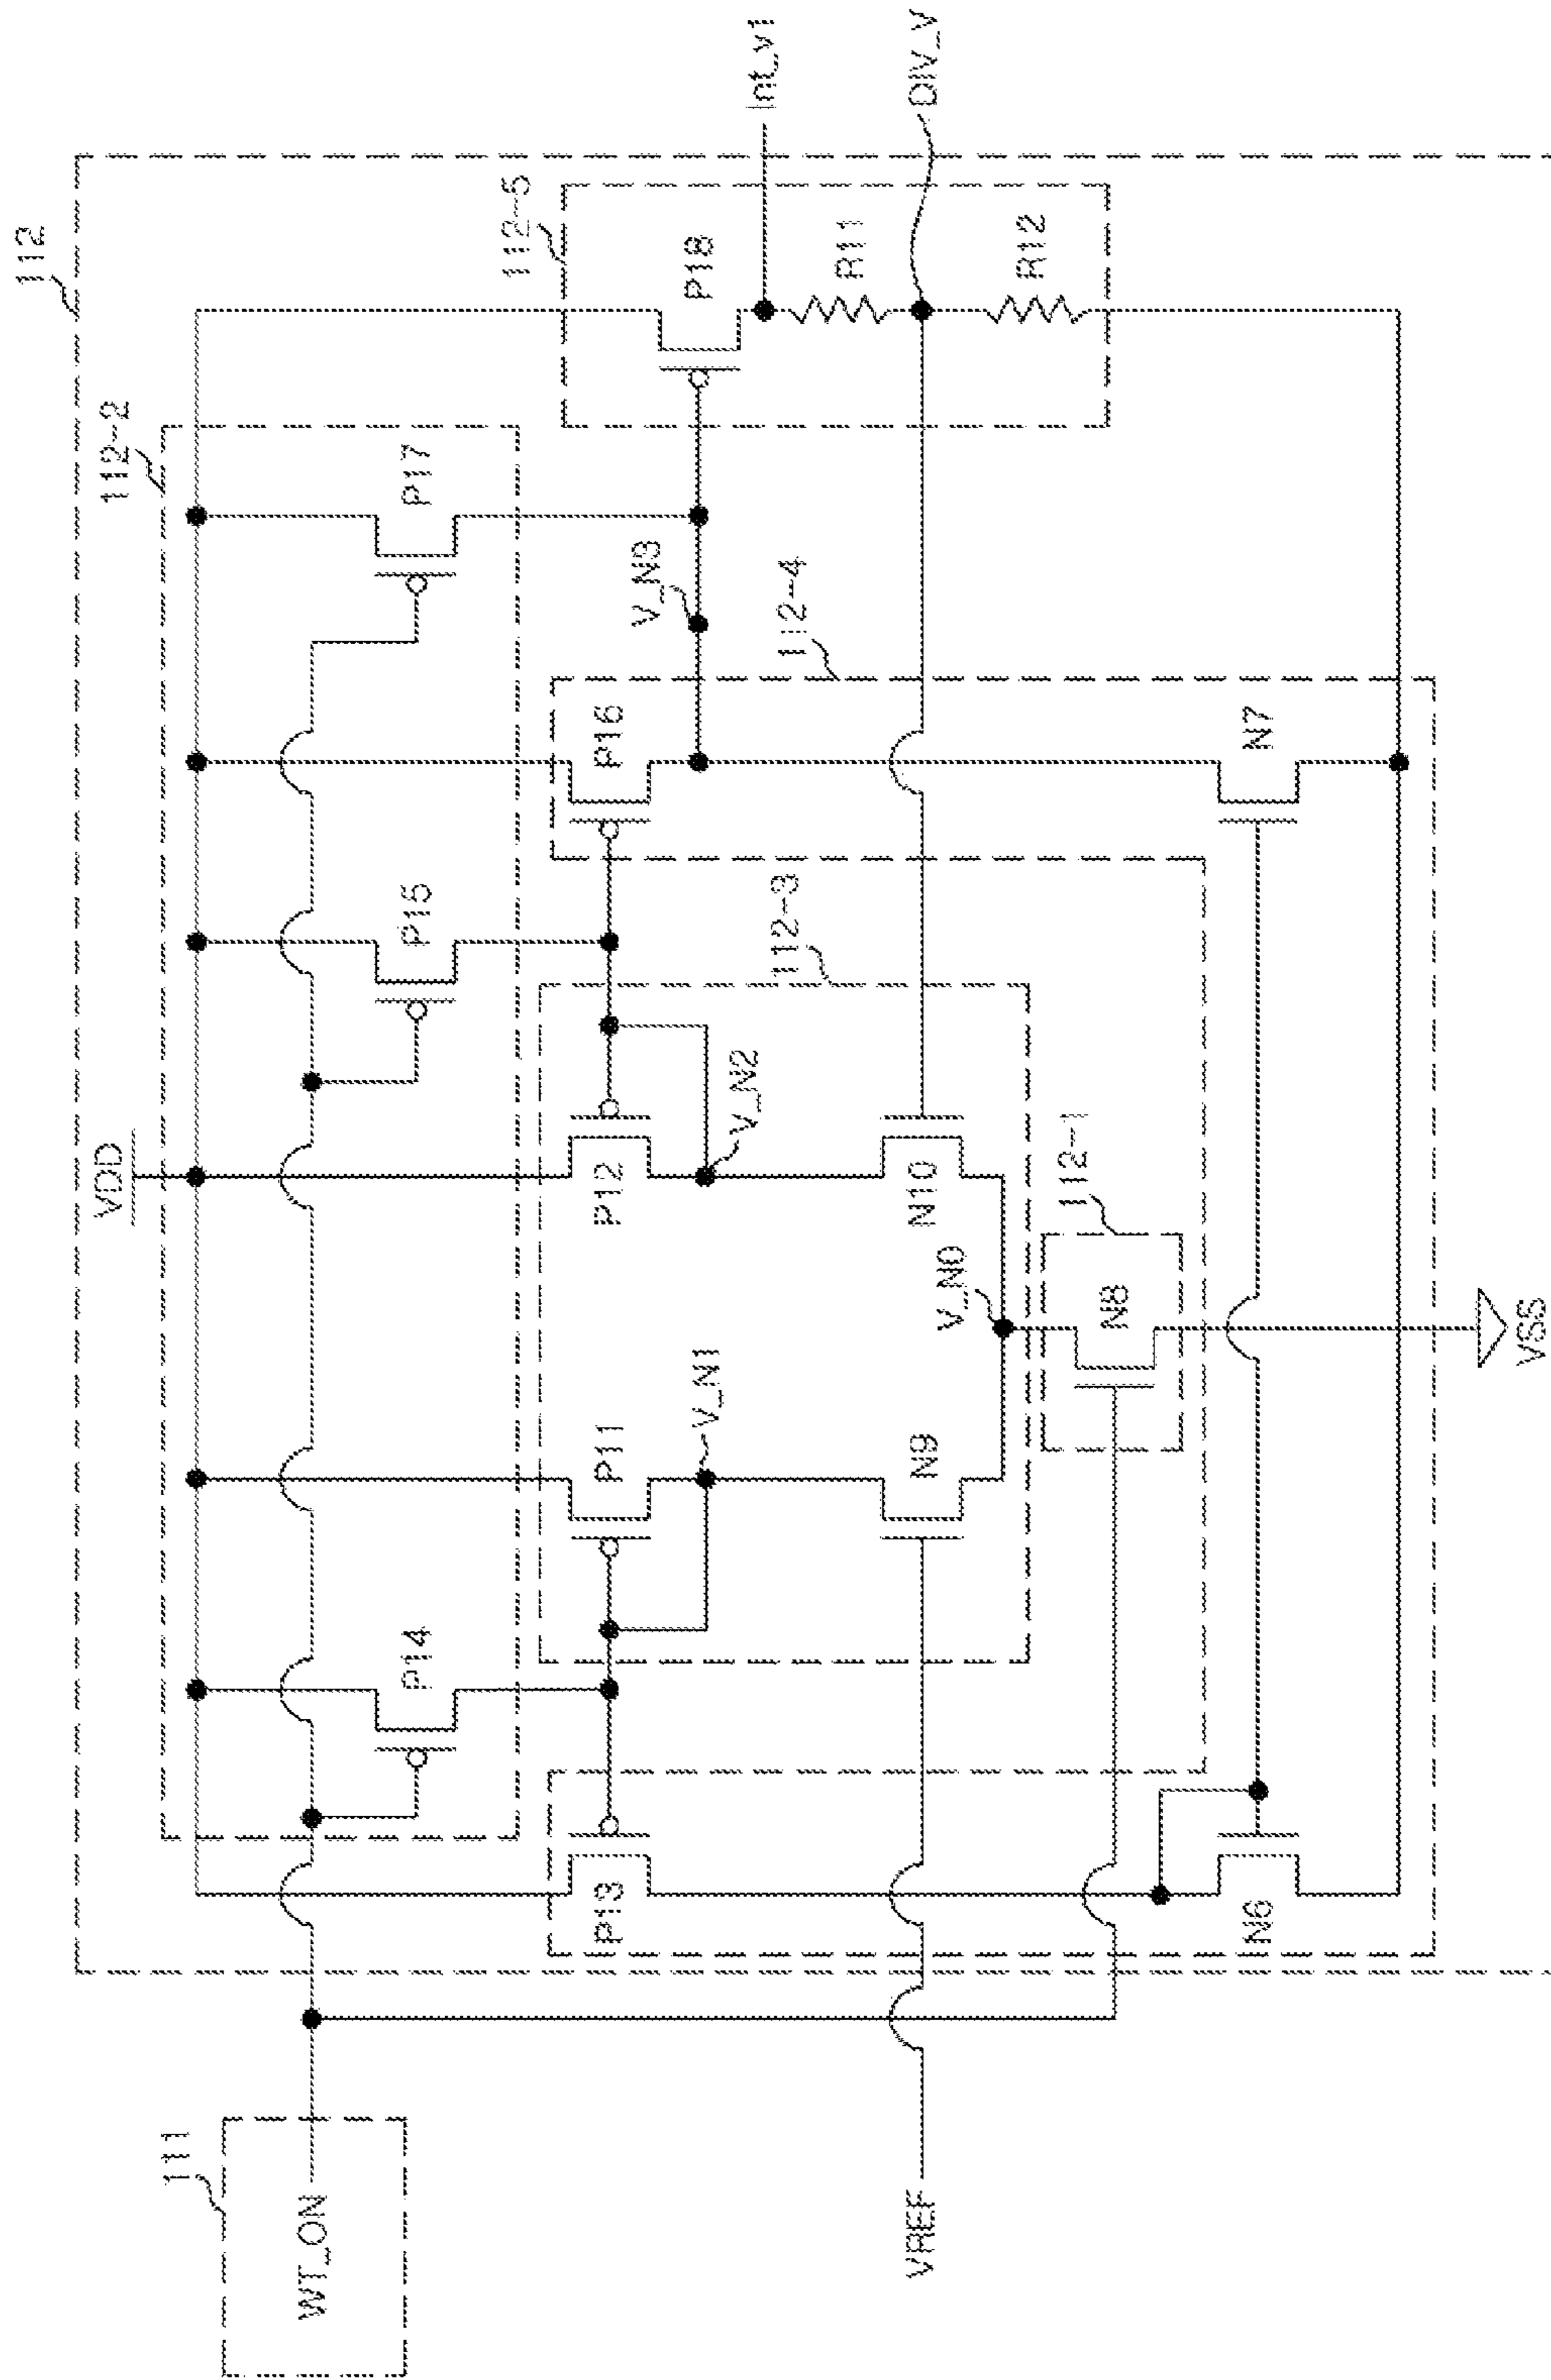 112
VDD
112-2
111
WT_ON
P14
P15
P17
112-5
P13
P11
P12
P16
V_N3
P18
V_N1
V_N2
112-3
112-4
Int_v1
VREF
N9
N10
R11
DIV_V
V_N0
112-1
N8
R12
N6
N7
VSS